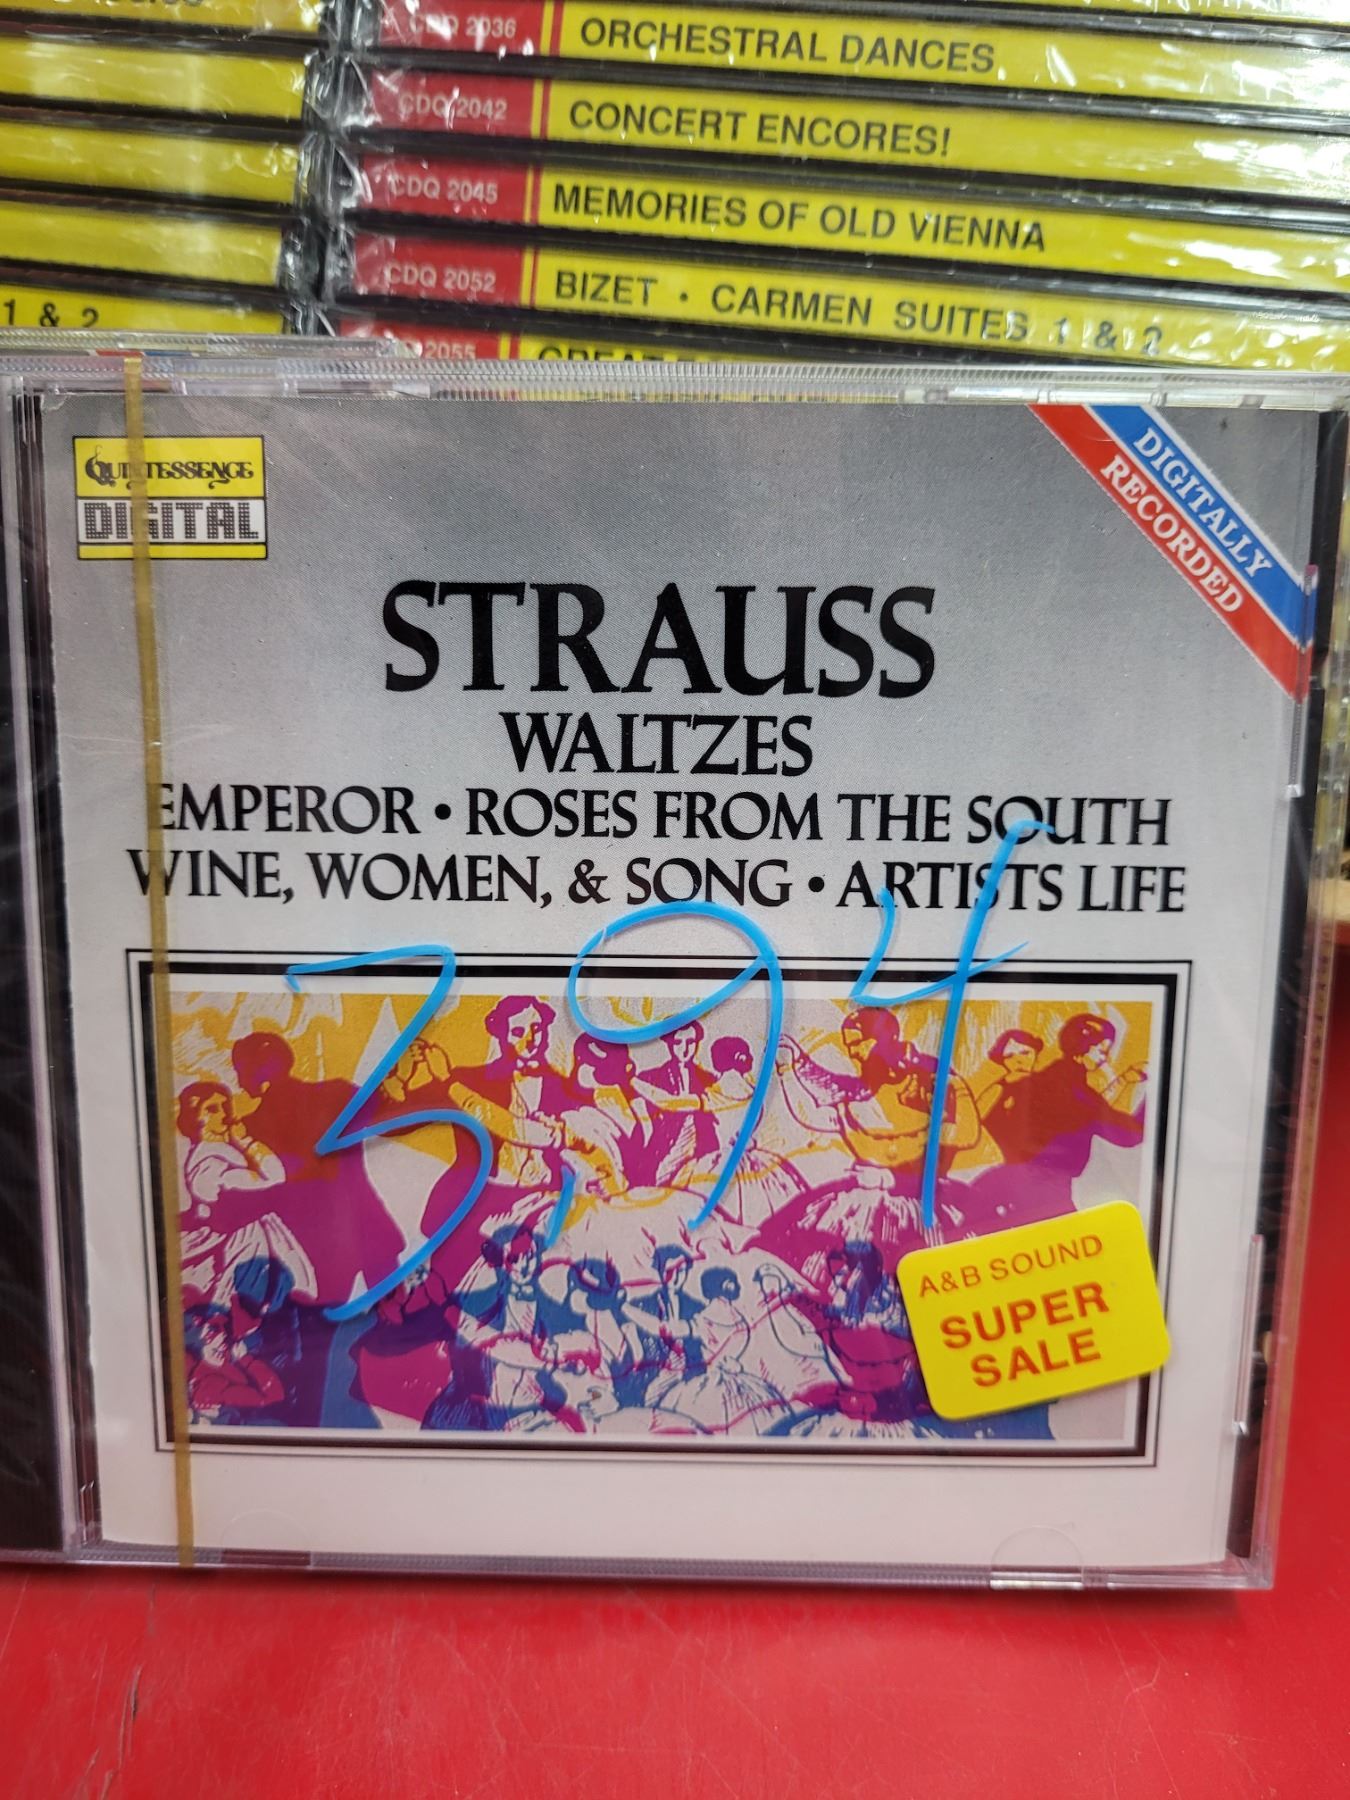 CDQ 2036 ORCHESTRAL DANCES
CDQ 2042 CONCERT ENCORES!
CDQ 2045 MEMORIES OF OLD VIENNA
CDQ 2052 BIZET · CARMEN SUITES 1 & 2
1 & 2
2055
QUINTESSENCE
DIGITAL
DIGITALLY
RECORDED
STRAUSS
WALTZES
EMPEROR • ROSES FROM THE SOUTH
WINE, WOMEN, & SONG • ARTISTS LIFE
3,94
A&B SOUND
SUPER
SALE